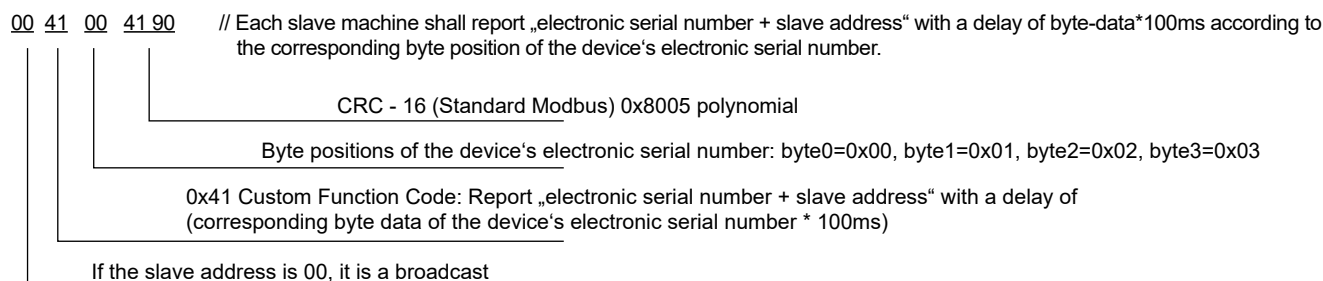 00 41 00 41 90 // Each slave machine shall report „electronic serial number + slave address“ with a delay of byte-data*100ms according to
the corresponding byte position of the device‘s electronic serial number.
CRC - 16 (Standard Modbus) 0x8005 polynomial
Byte positions of the device‘s electronic serial number: byte0=0x00, byte1=0x01, byte2=0x02, byte3=0x03
0x41 Custom Function Code: Report „electronic serial number + slave address“ with a delay of
(corresponding byte data of the device‘s electronic serial number * 100ms)
If the slave address is 00, it is a broadcast